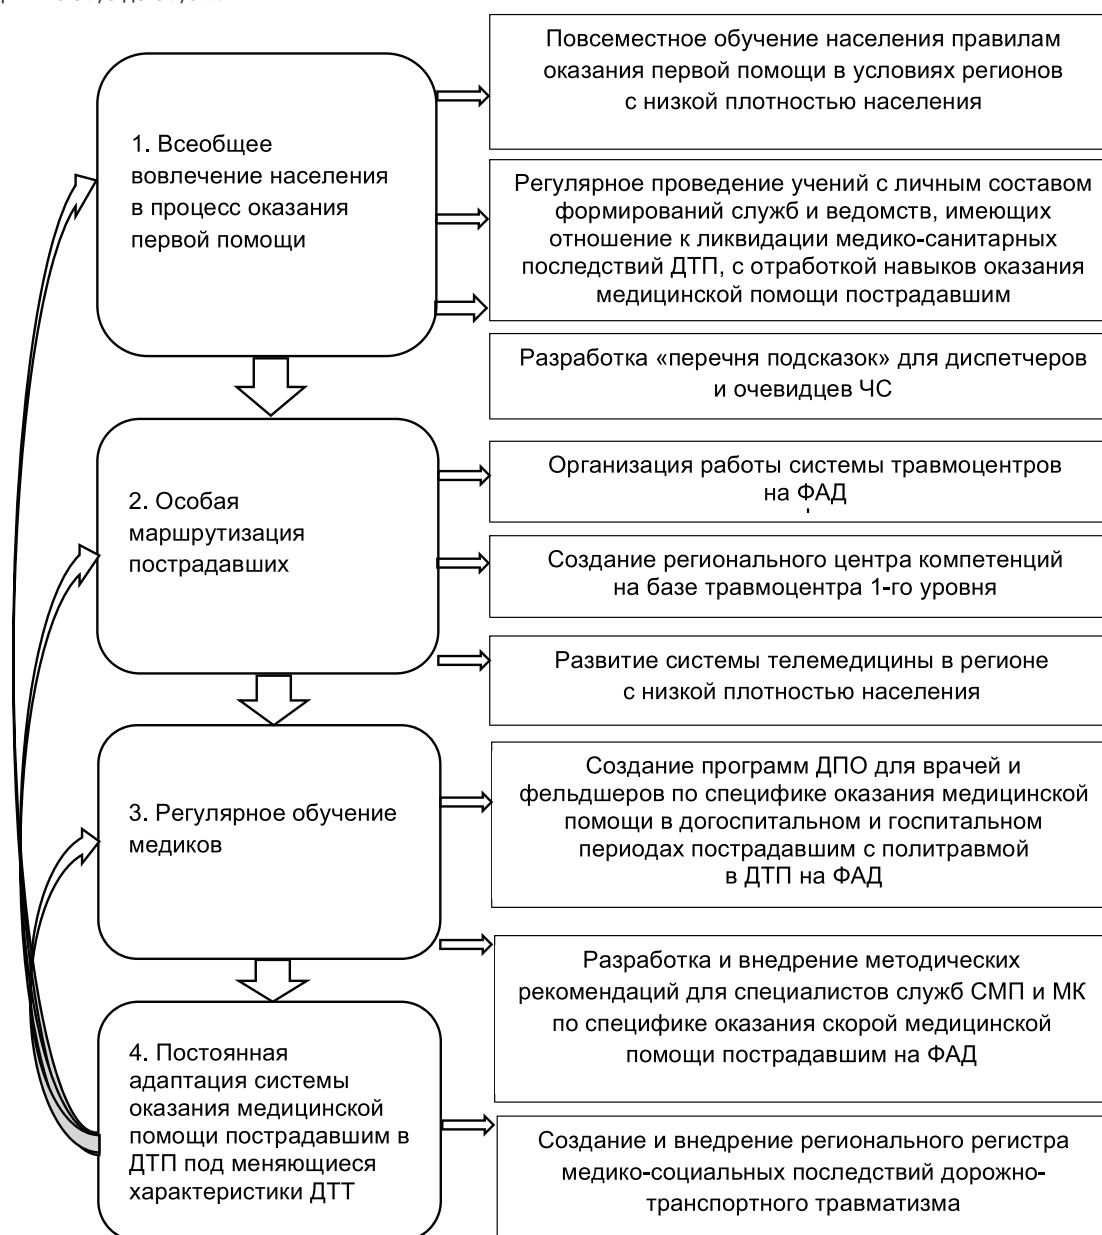 1. Всеобщее
вовлечение населения
в процесс оказания
первой помощи
Повсеместное обучение населения правилам
оказания первой помощи в условиях регионов
с низкой плотностью населения
Регулярное проведение учений с личным составом
формирований служб и ведомств, имеющих
отношение к ликвидации медико-санитарных
последствий ДТП, с отработкой навыков оказания
медицинской помощи пострадавшим
Разработка «перечня подсказок» для диспетчеров
и очевидцев ЧС
2. Особая
маршрутизация
пострадавших
Организация работы системы травмоцентров
на ФАД
Создание регионального центра компетенций
на базе травмоцентра 1-го уровня
Развитие системы телемедицины в регионе
с низкой плотностью населения
3. Регулярное обучение
медиков
Создание программ ДПО для врачей и
фельдшеров по специфике оказания медицинской
помощи в догоспитальном и госпитальном
периодах пострадавшим с политравмой
в ДТП на ФАД
Разработка и внедрение методических
рекомендаций для специалистов служб СМП и МК
по специфике оказания скорой медицинской
помощи пострадавшим на ФАД
4. Постоянная
адаптация системы
оказания медицинской
помощи пострадавшим в
ДТП под меняющиеся
характеристики ДТТ
Создание и внедрение регионального регистра
медико-социальных последствий дорожно-
транспортного травматизма